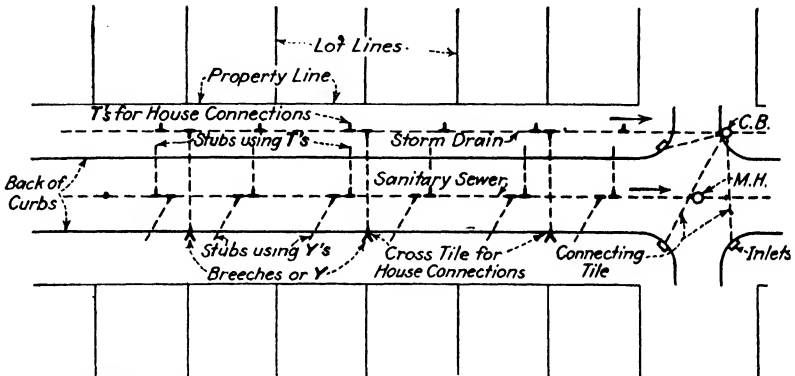 Lot Lines
Property Line
T's for House Connections
C.B.
Stubs using T's
Storm Drain
Back of
Curbs
Sanitary Sewer
M.H.
Stubs using Y's
Breeches or Y
Cross Tile for
House Connections
Connecting
Tile
Inlets